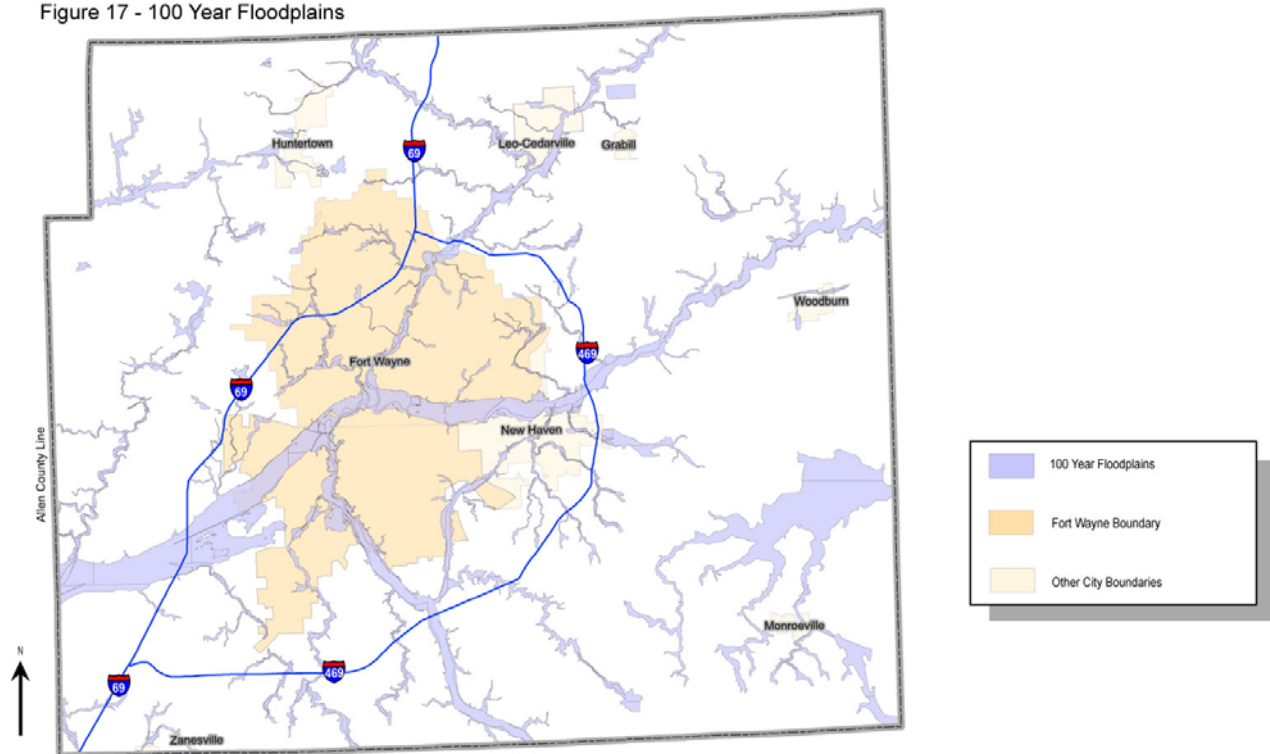 Figure 17 - 100 Year Floodplains
Huntertown
69
Leo-Cedarville
Grabill
Woodburn
469
Fort Wayne
69
New Haven
Allen County Line
100 Year Floodplains
Fort Wayne Boundary
Other City Boundaries
Monroeville
N
469
69
Zanesville